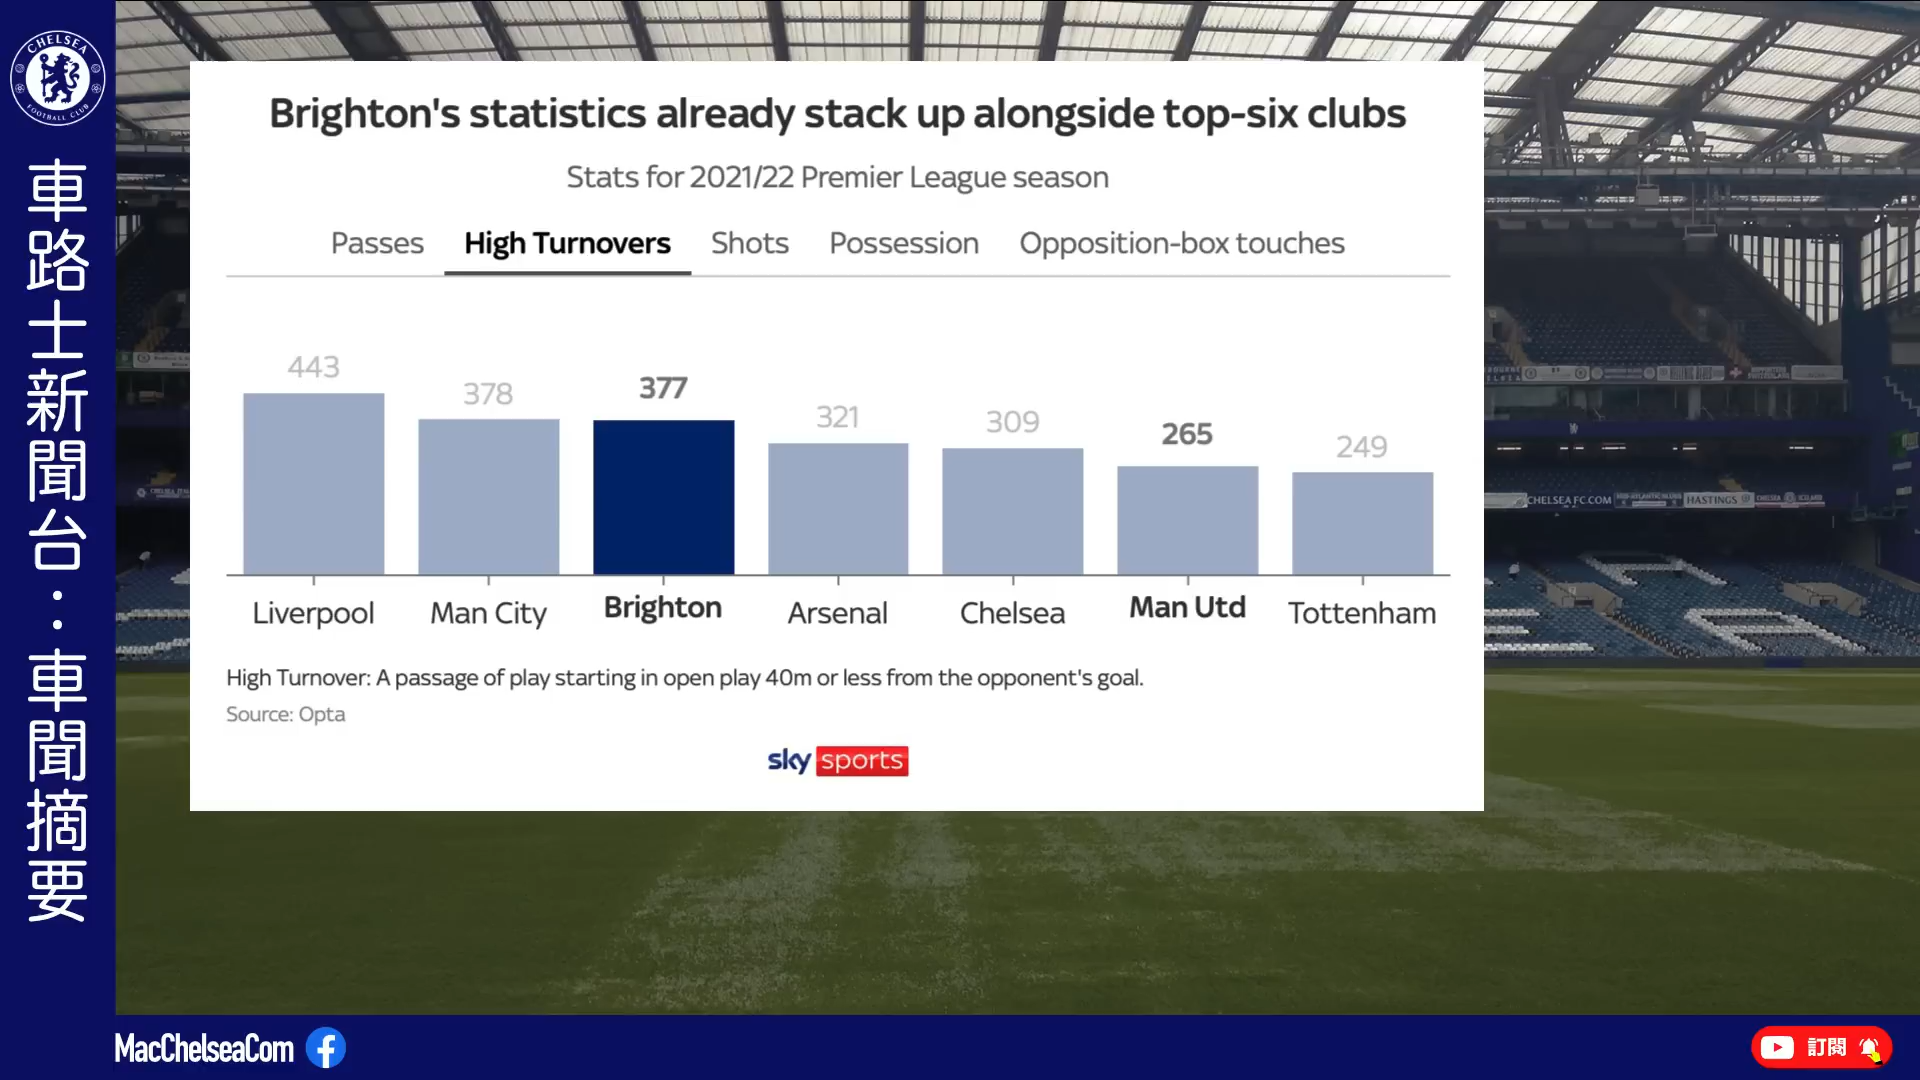 CHELSEA
FOOTBALL CLUB
車路士新聞台：車聞摘要
Brighton's statistics already stack up alongside top-six clubs
Stats for 2021/22 Premier League season
Passes High Turnovers Shots Possession Opposition-box touches
443 378 377 321 309 265 249
Liverpool Man City Brighton Arsenal Chelsea Man Utd Tottenham
High Turnover: A passage of play starting in open play 40m or less from the opponent's goal.
Source: Opta
sky sports
CHELSEA FC.COM
HASTINGS
MacChelseaCom
訂閱